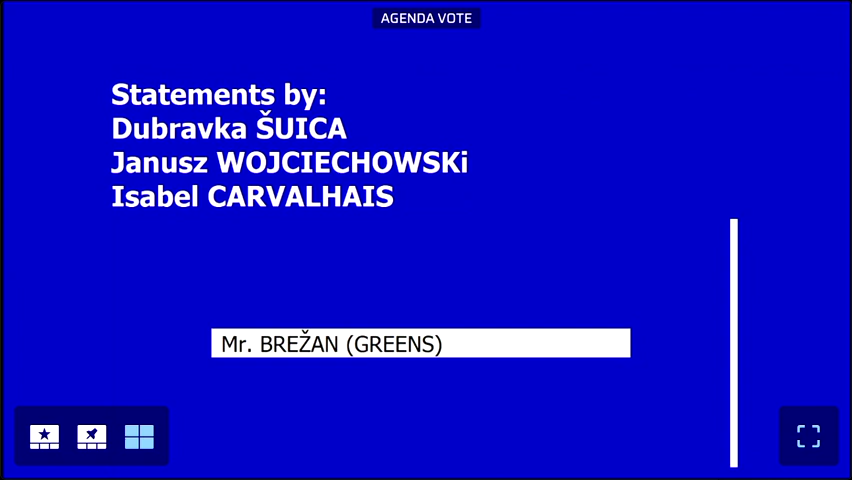 AGENDA VOTE
Statements by:
Dubravka ŠUICA
Janusz WOJCIECHOWSKi
Isabel CARVALHAIS
Mr. BREŽAN (GREENS)